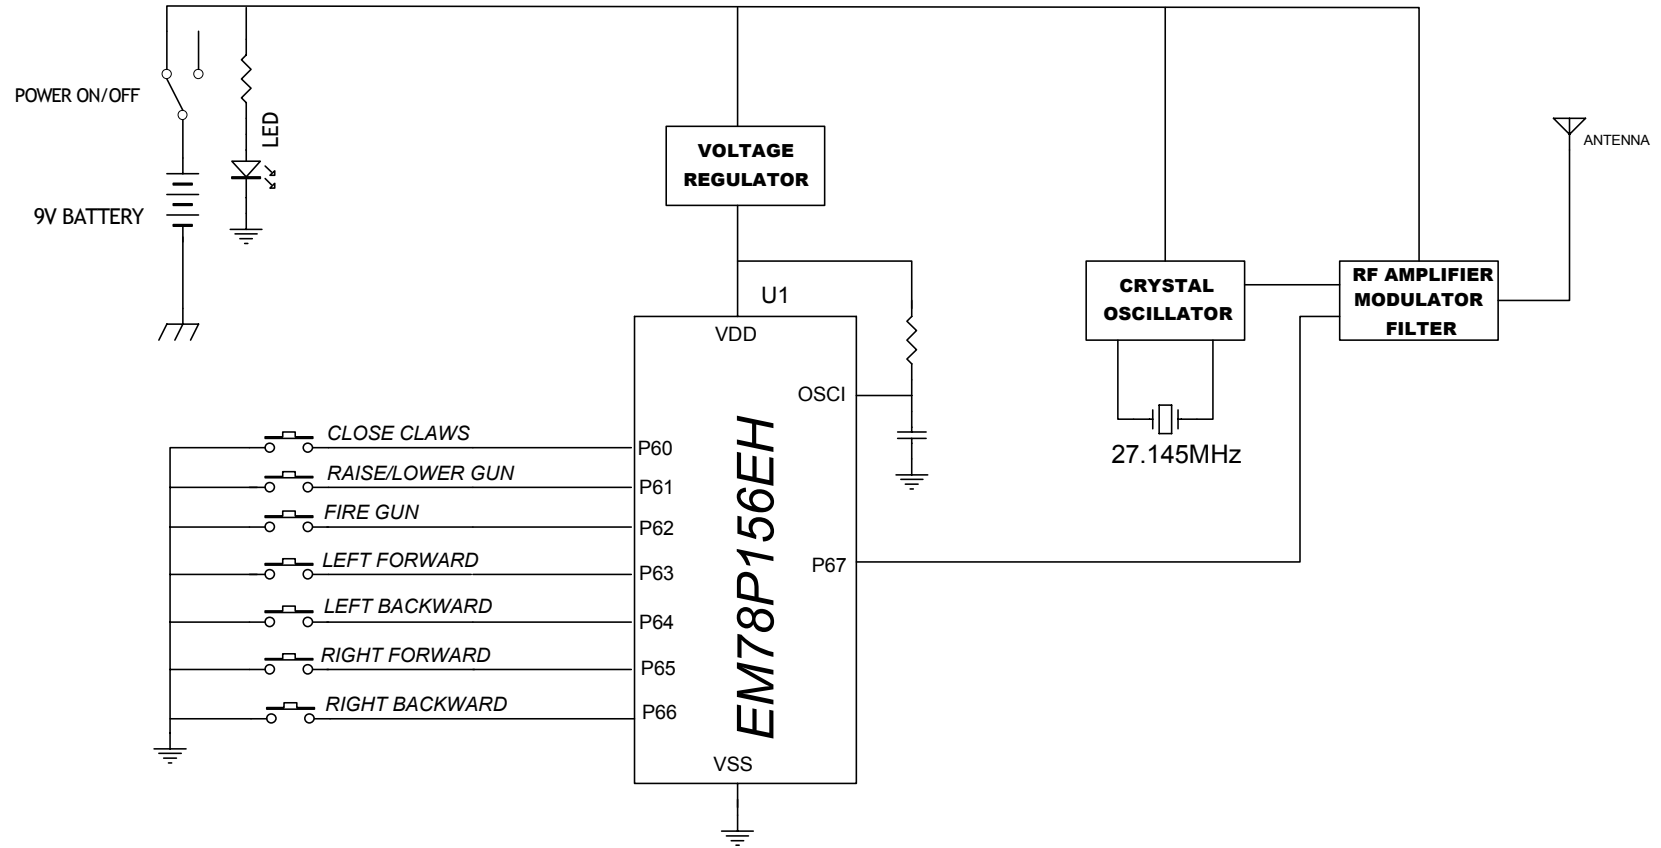 POWER ON/OFF
LED
9V BATTERY
VOLTAGE
REGULATOR
ANTENNA
CRYSTAL
OSCILLATOR
RF AMPLIFIER
MODULATOR
FILTER
27.145MHz
U1
VDD
OSCI
EM78P156EH
CLOSE CLAWS
P60
RAISE/LOWER GUN
P61
FIRE GUN
P62
LEFT FORWARD
P63
P67
LEFT BACKWARD
P64
RIGHT FORWARD
P65
RIGHT BACKWARD
P66
VSS